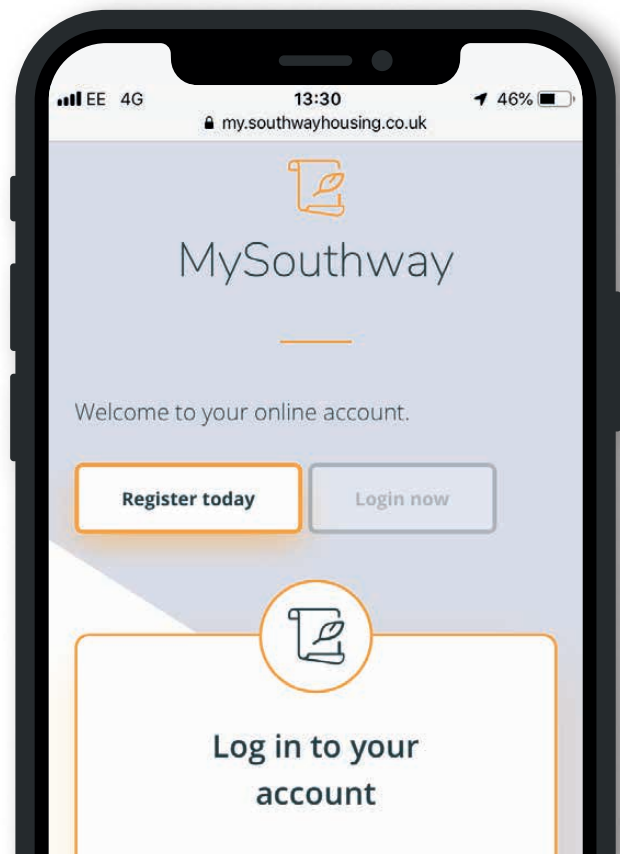 EE 4G 13:30 46%
my.southwayhousing.co.uk
MySouthway
Welcome to your online account.
Register today Login now
Log in to your
account